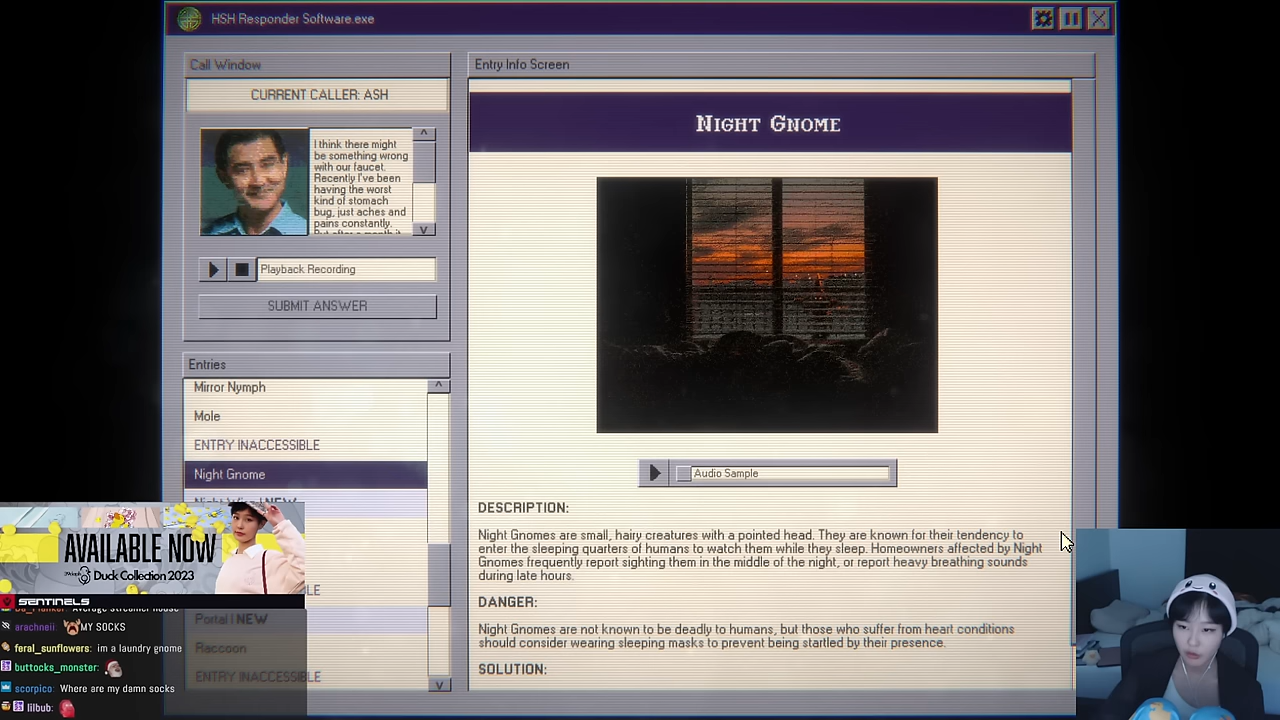 HSH Responder Software.exe
Call Window
CURRENT CALLER: ASH
I think there might
be something wrong
with our faucet.
Recently I've been
having the worst
kind of stomach
bug, just aches and
pains constantly.
But after a month it
Playback Recording
SUBMIT ANSWER
Entries
Mirror Nymph
Mole
ENTRY INACCESSIBLE
Night Gnome
NEW
Portal | NEW
Raccoon
ENTRY INACCESSIBLE
Entry Info Screen
NIGHT GNOME
Audio Sample
DESCRIPTION:
Night Gnomes are small, hairy creatures with a pointed head. They are known for their tendency to
enter the sleeping quarters of humans to watch them while they sleep. Homeowners affected by Night
Gnomes frequently report sighting them in the middle of the night, or report heavy breathing sounds
during late hours.
DANGER:
Night Gnomes are not known to be deadly to humans, but those who suffer from heart conditions
should consider wearing sleeping masks to prevent being startled by their presence.
SOLUTION:
AVAILABLE NOW
Duck Collection 2023
SENTINELS
Average streamer house
arachneii MY SOCKS
feral_sunflowers: im a laundry gnome
buttocks_monster:
scorpico: Where are my damn socks
lilbub: